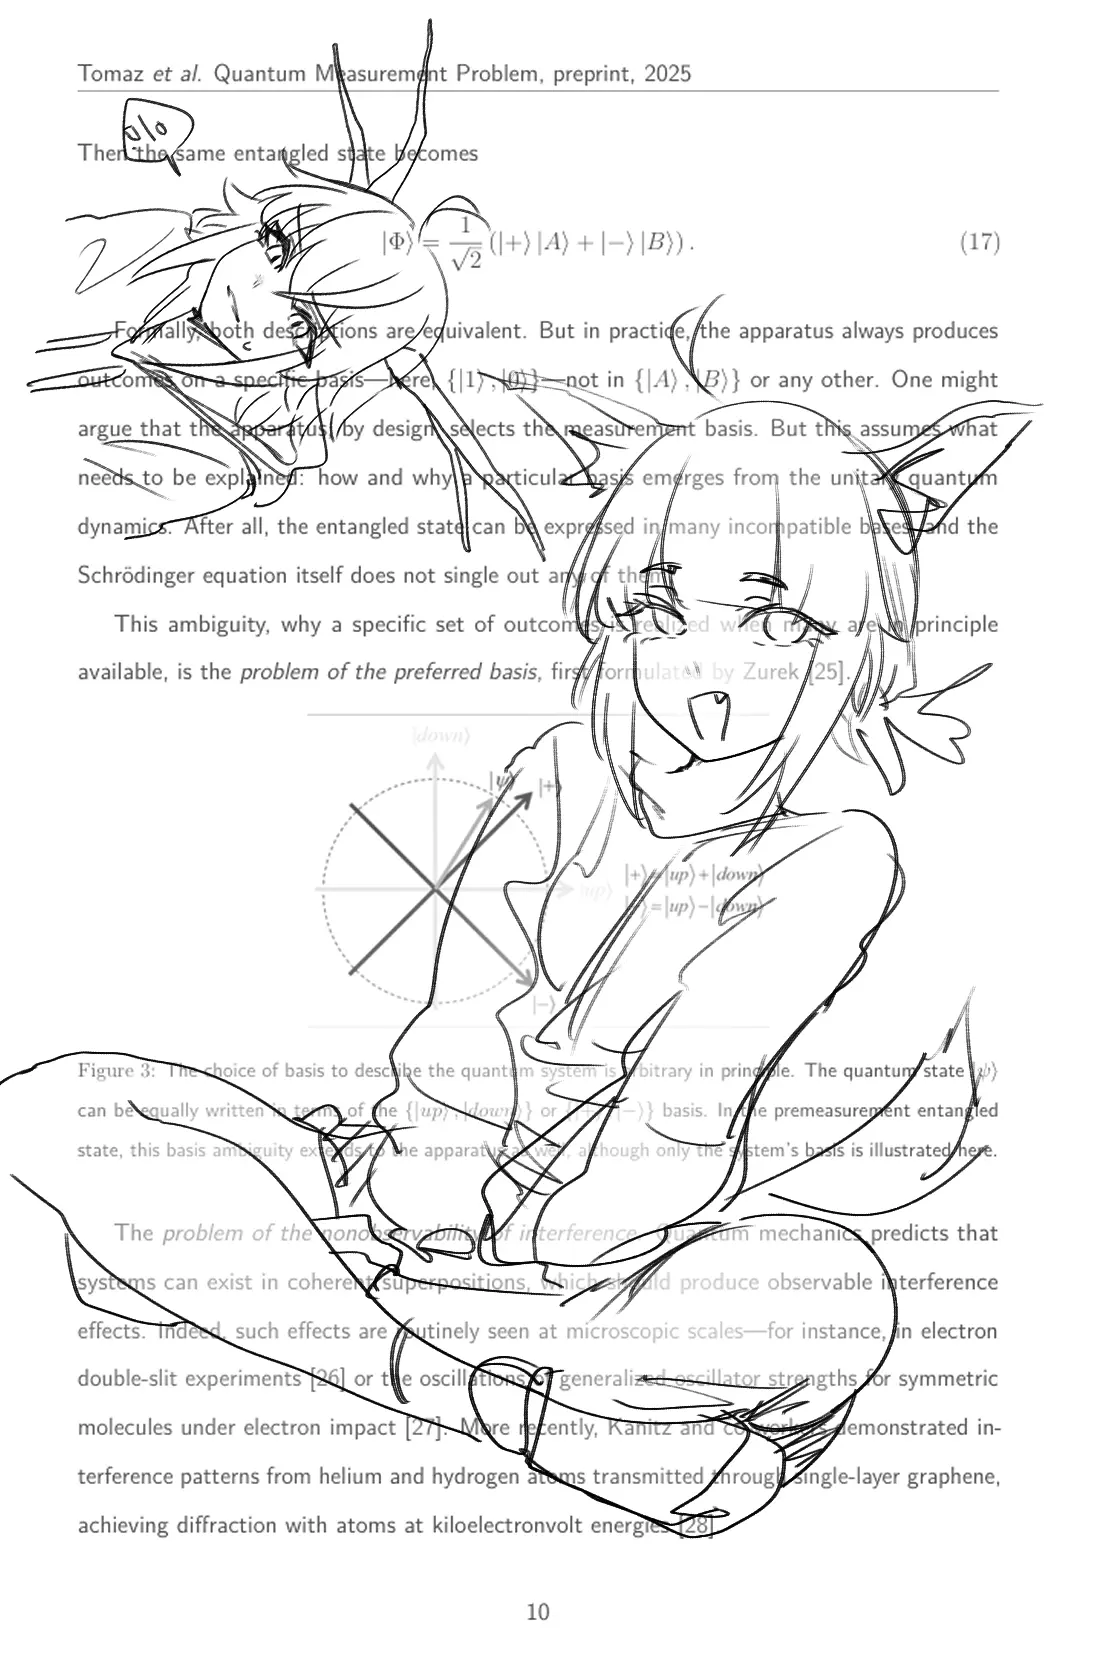 Tomaz et al. Quantum Measurement Problem, preprint, 2025
Then the same entangled state becomes
|Φ⟩ = 1/√2 (|+⟩ |A⟩ + |−⟩ |B⟩) . (17)
Formally, both descriptions are equivalent. But in practice, the apparatus always produces
outcomes on a specific basis—here, {|1⟩ , |0⟩}—not in {|A⟩ , |B⟩} or any other. One might
argue that the apparatus, by design, selects the measurement basis. But this assumes what
needs to be explained: how and why a particular basis emerges from the unitary quantum
dynamics. After all, the entangled state can be expressed in many incompatible bases, and the
Schrödinger equation itself does not single out any of them.
This ambiguity, why a specific set of outcomes is realized when many are in principle
available, is the problem of the preferred basis, first formulated by Zurek [25].
|down⟩
|ψ⟩ |+⟩
|up⟩
|+⟩=|up⟩+|down⟩
|−⟩=|up⟩−|down⟩
|−⟩
Figure 3: The choice of basis to describe the quantum system is arbitrary in principle. The quantum state |ψ⟩
can be equally written in terms of the {|up⟩ , |down⟩} or {|+⟩ , |−⟩} basis. In the premeasurement entangled
state, this basis ambiguity extends to the apparatus as well, although only the system's basis is illustrated here.
The problem of the nonobservability of interference. Quantum mechanics predicts that
systems can exist in coherent superpositions, which should produce observable interference
effects. Indeed, such effects are routinely seen at microscopic scales—for instance, in electron
double-slit experiments [26] or the oscillations of generalized oscillator strengths for symmetric
molecules under electron impact [27]. More recently, Kanitz and coworkers demonstrated in-
terference patterns from helium and hydrogen atoms transmitted through single-layer graphene,
achieving diffraction with atoms at kiloelectronvolt energies [28].
10